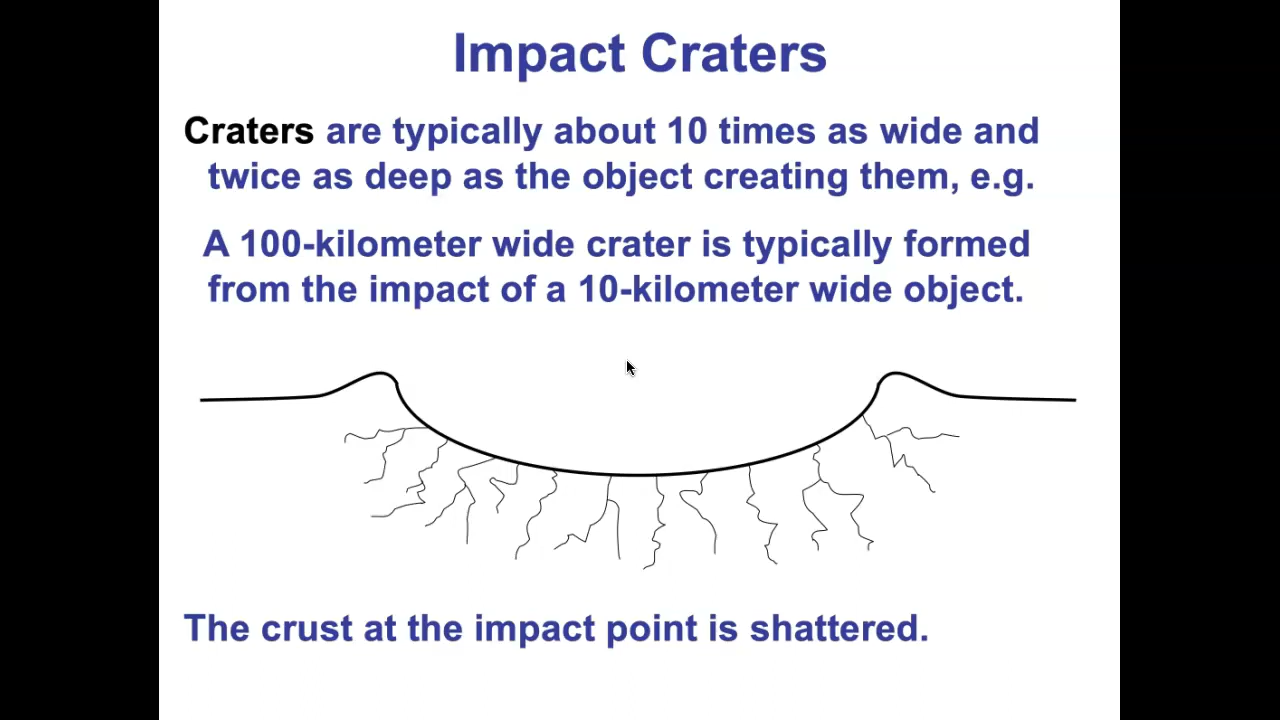 Impact Craters
Craters are typically about 10 times as wide and
twice as deep as the object creating them, e.g.
A 100-kilometer wide crater is typically formed
from the impact of a 10-kilometer wide object.
The crust at the impact point is shattered.